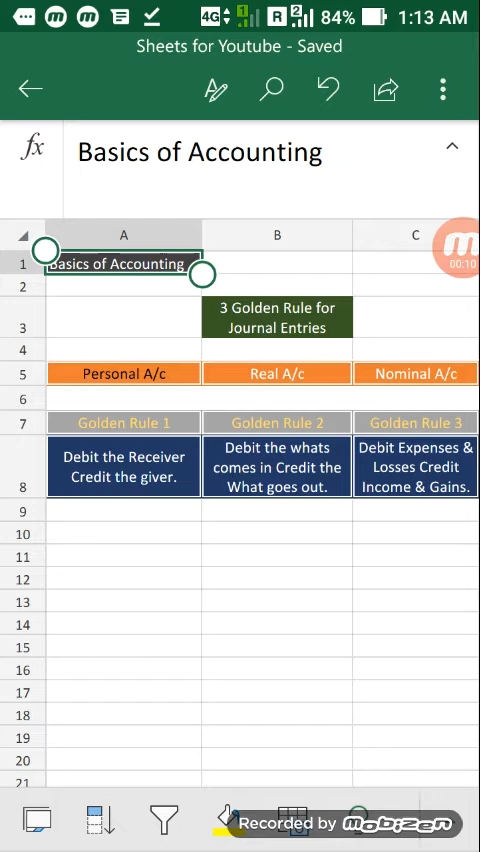 4G 1 R 2 84% 1:13 AM
Sheets for Youtube - Saved
fx Basics of Accounting
A B C
00:10
1 Basics of Accounting
2
3 3 Golden Rule for
Journal Entries
4
5 Personal A/c Real A/c Nominal A/c
6
7 Golden Rule 1 Golden Rule 2 Golden Rule 3
8 Debit the Receiver
Credit the giver.
Debit the whats
comes in Credit the
What goes out.
Debit Expenses &
Losses Credit
Income & Gains.
9
10
11
12
13
14
15
16
17
18
19
20
21
Recorded by mobizen